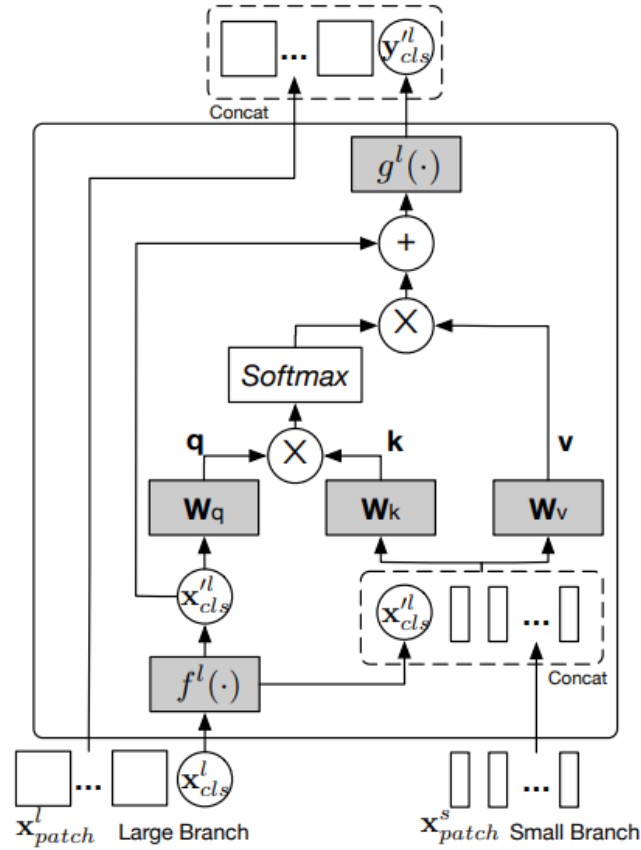 ... y'^l_cls
Concat
g^l(·)
+
X
Softmax
q X k v
W_q W_k W_v
x'^l_cls x'^l_cls ...
f^l(·) Concat
... x^l_cls ...
x^l_patch Large Branch x^s_patch Small Branch